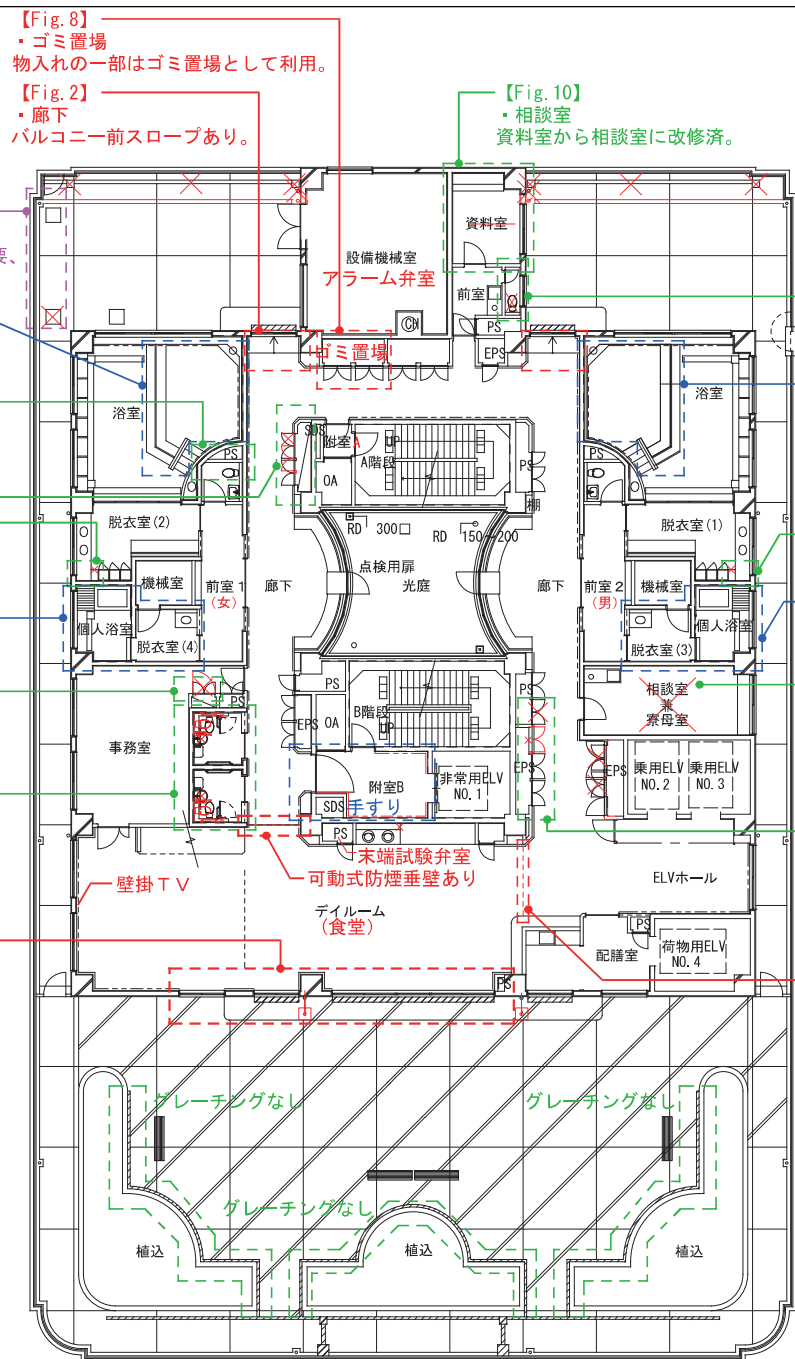 【Fig. 8】
・ゴミ置場
物入れの一部はゴミ置場として利用。
【Fig. 2】
・廊下
バルコニー前スロープあり。
【Fig. 10】
・相談室
資料室から相談室に改修済。
要、
資料室
設備機械室
アラーム弁室
前室
PS
EPS
ゴミ置場
浴室
浴室
PS
PS
SDS
附室A
UP
A階段
OA
PS
棚
脱衣室(2)
脱衣室(1)
RD 300□
RD 150→200
点検用扉
光庭
機械室
前室1
(女)
廊下
廊下
前室2
(男)
機械室
個人浴室
脱衣室(4)
脱衣室(3)
個人浴室
PS
PS
PS
相談室
兼
寮母室
事務室
EPS
OA
B階段
UP
EPS
EPS
乗用ELV
NO.2
乗用ELV
NO.3
附室B
非常用ELV
NO.1
SDS
手すり
PS
末端試験弁室
可動式防煙垂壁あり
壁掛TV
デイルーム
(食堂)
ELVホール
配膳室
PS
荷物用ELV
NO.4
PS
グレーチングなし
グレーチングなし
グレーチングなし
植込
植込
植込